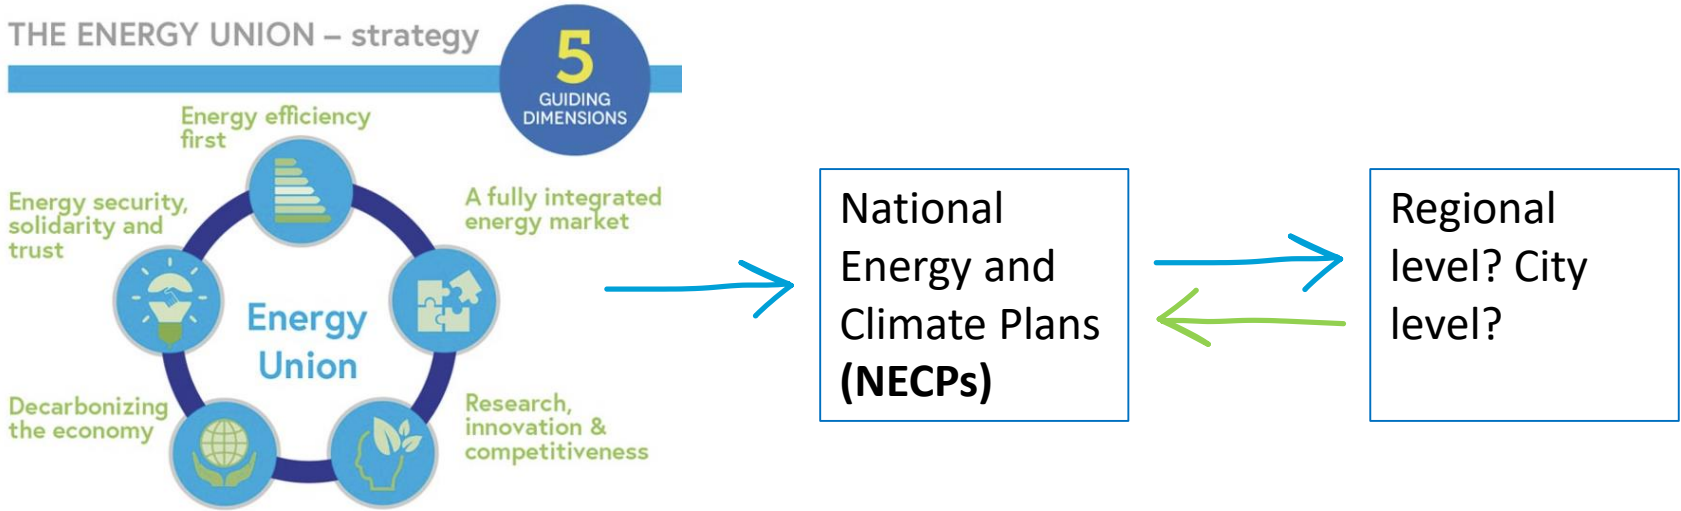 THE ENERGY UNION – strategy
5
GUIDING
DIMENSIONS
Energy efficiency
first
A fully integrated
energy market
Energy security,
solidarity and
trust
Energy
Union
Decarbonizing
the economy
Research,
innovation &
competitiveness
National
Energy and
Climate Plans
(NECPs)
Regional
level? City
level?